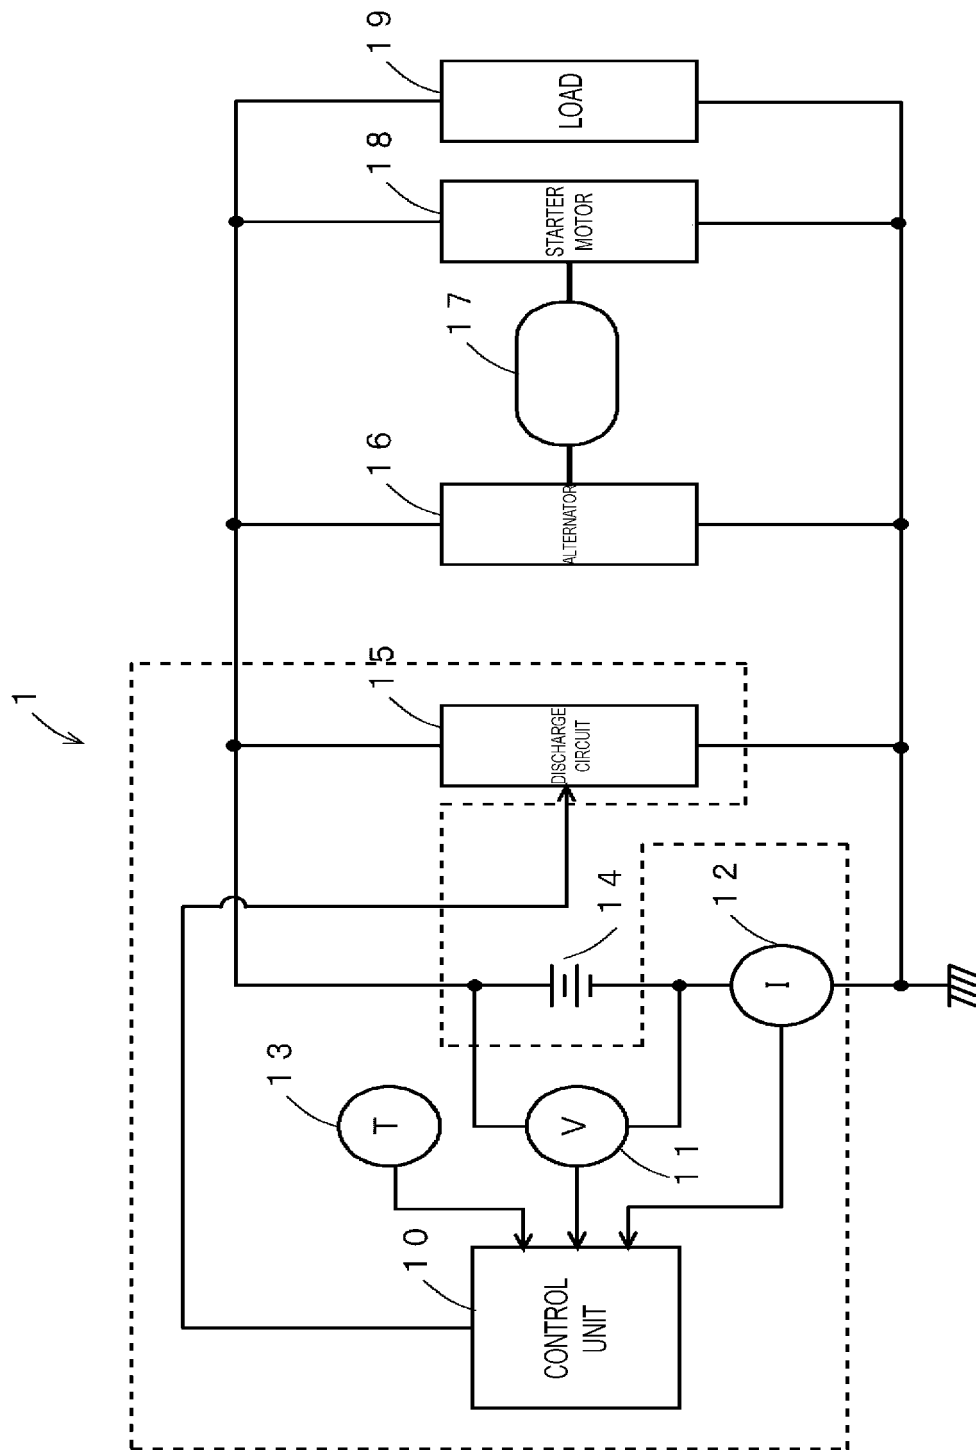 1
10
CONTROL
UNIT
13
T
V
11
14
I
12
15
DISCHARGE
CIRCUIT
16
ALTERNATOR
17
18
STARTER
MOTOR
19
LOAD